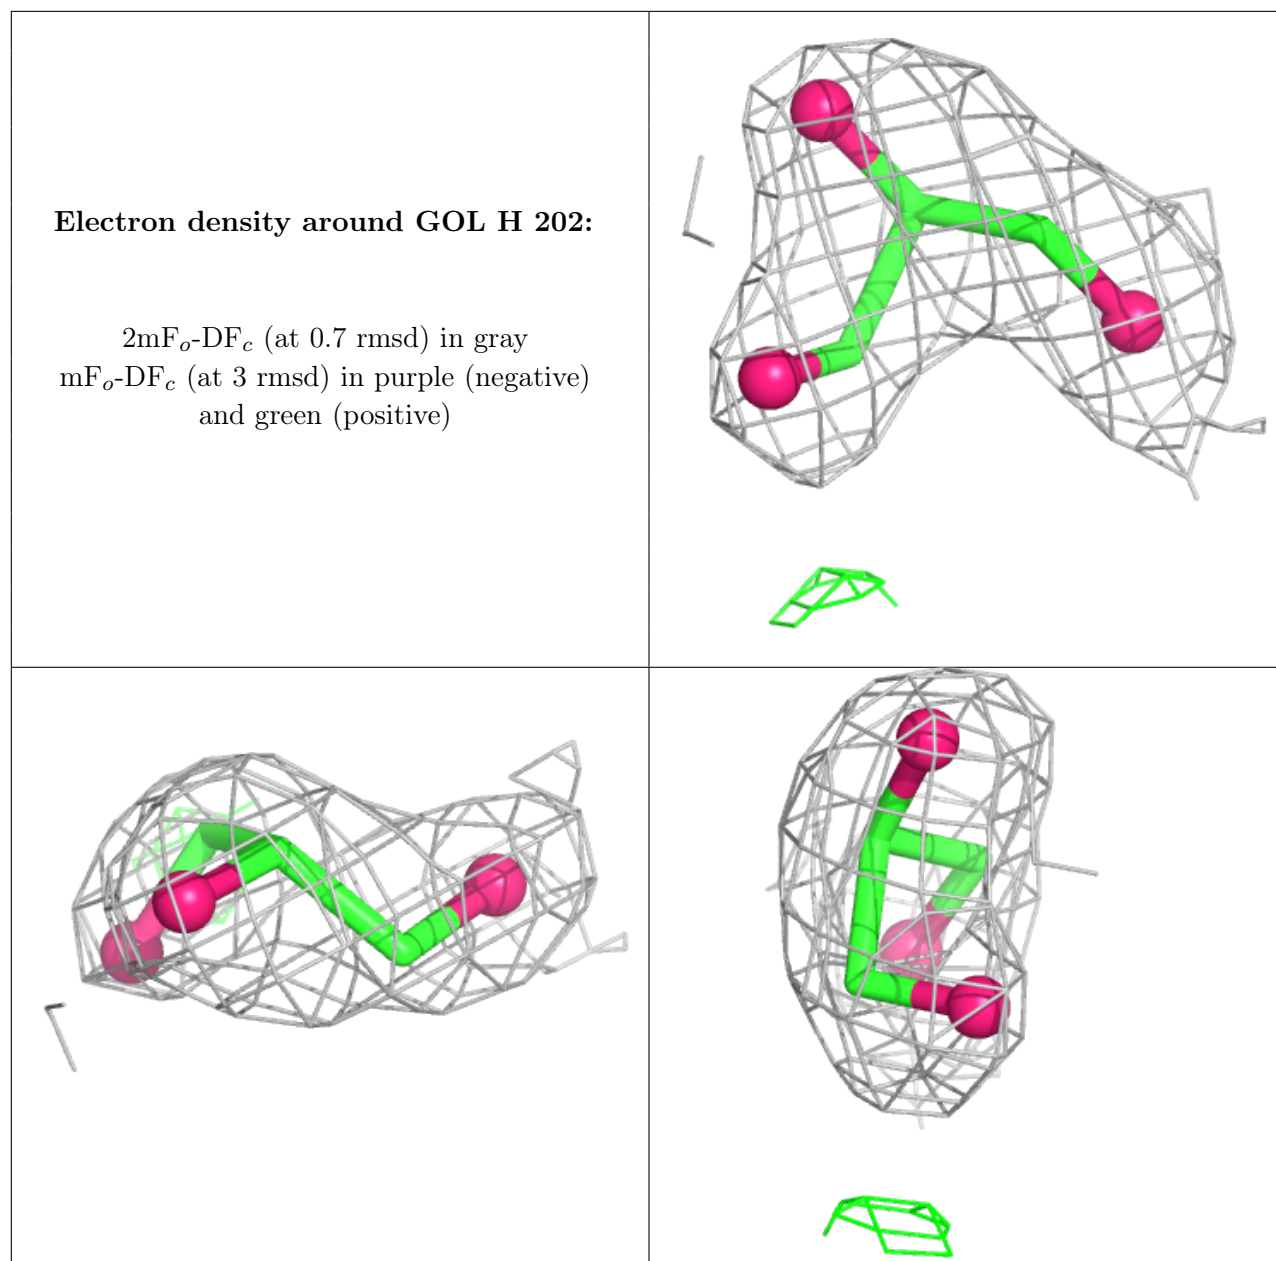 Electron density around GOL H 202:
2mFo-DFc (at 0.7 rmsd) in gray
mFo-DFc (at 3 rmsd) in purple (negative)
and green (positive)